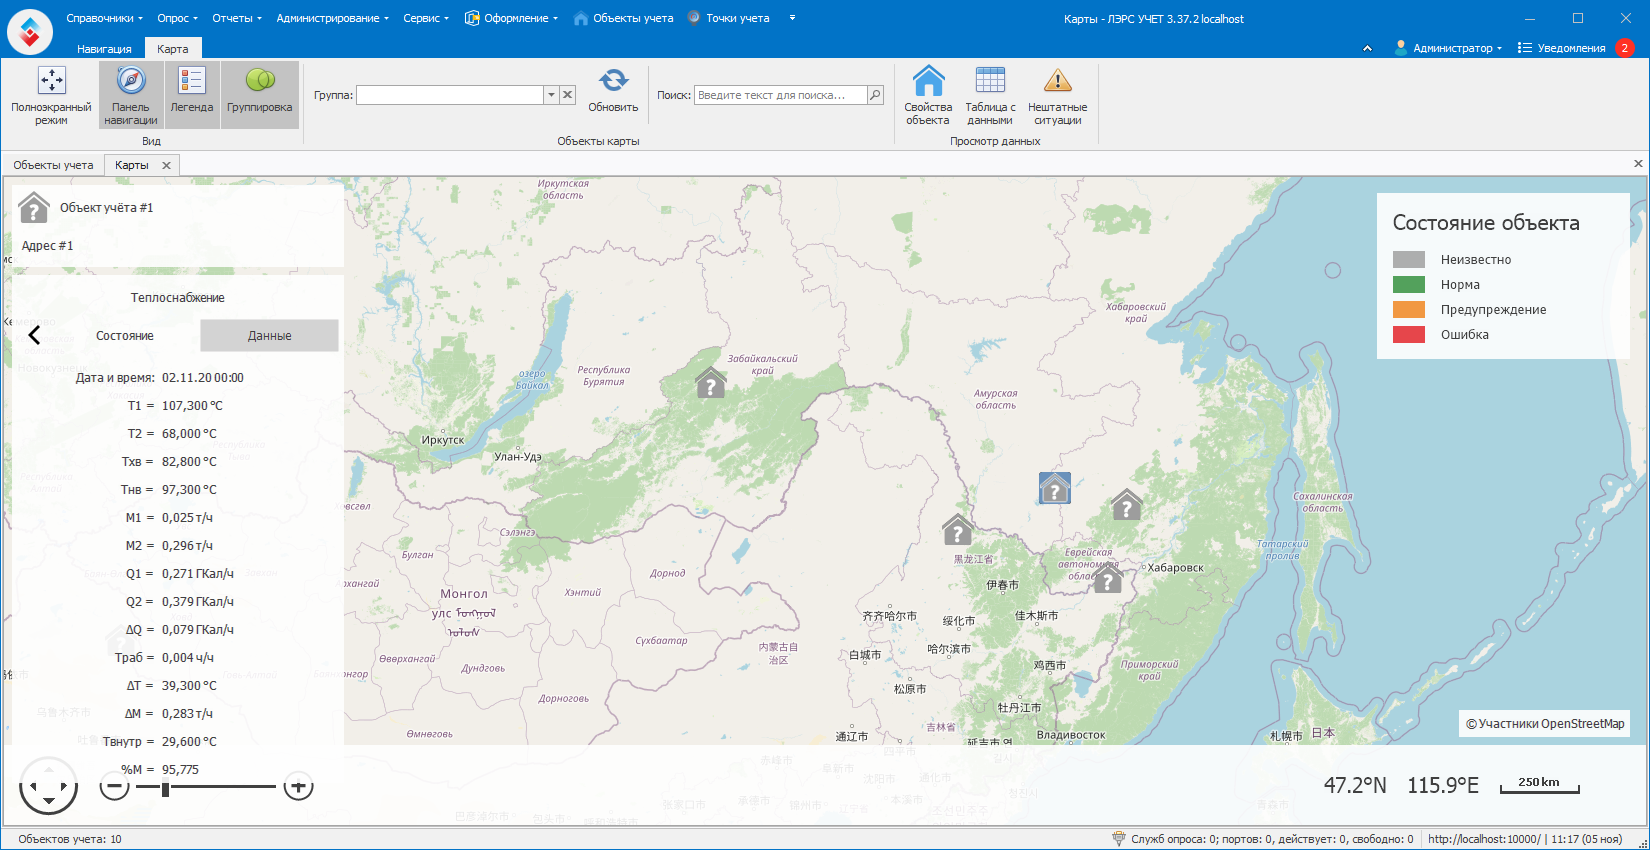 Справочники Опрос Отчеты Администрирование Сервис Оформление Объекты учета Точки учета
Карты - ЛЭРС УЧЕТ 3.37.2 localhost
Навигация Карта
Администратор Уведомления 2
Полноэкранный режим
Панель навигации
Легенда
Группировка
Вид
Группа:
Обновить
Поиск: Введите текст для поиска...
Объекты карты
Свойства объекта
Таблица с данными
Нештатные ситуации
Просмотр данных
Объекты учета Карты
Объект учёта #1
Адрес #1
Теплоснабжение
Состояние Данные
Дата и время: 02.11.20 00:00
T1 = 107,300 °C
T2 = 68,000 °C
Tхв = 82,800 °C
Tнв = 97,300 °C
M1 = 0,025 т/ч
M2 = 0,296 т/ч
Q1 = 0,271 ГКал/ч
Q2 = 0,379 ГКал/ч
ΔQ = 0,079 ГКал/ч
Траб = 0,004 ч/ч
ΔT = 39,300 °C
ΔM = 0,283 т/ч
Твнутр = 29,600 °C
%M = 95,775
Иркутская область
Хабаровский край
Забайкальский край
озеро Байкал
Республика Бурятия
Амурская область
Иркутск
Улан-Удэ
Сахалинская область
Сэлэнгэ
Булган
Татарский пролив
Еврейская автономная область
Хабаровск
黑龙江省
伊春市
Дорнод
Хэнтий
Монгол улс
齐齐哈尔市
绥化市
佳木斯市
Сүхбаатар
内蒙古自治区
白城市
哈尔滨市
鸡西市
Приморский край
Өвөрхангай
Дундговь
Дорноговь
松原市
牡丹江市
吉林省
Өмнөговь
通辽市
Владивосток
札幌市
日本
Состояние объекта
Неизвестно
Норма
Предупреждение
Ошибка
© Участники OpenStreetMap
47.2°N 115.9°E 250 km
Объектов учета: 10
Служб опроса: 0; портов: 0, действует: 0, свободно: 0
http://localhost:10000/ | 11:17 (05 ноя)